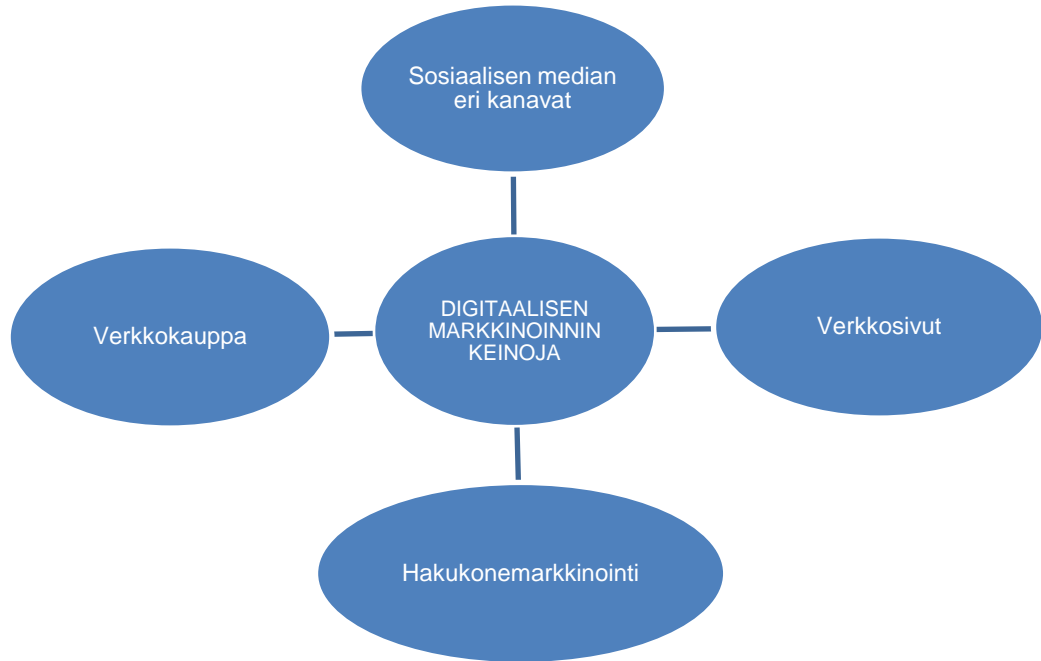 Sosiaalisen median
eri kanavat
Verkkokauppa
DIGITAALISEN
MARKKINOINNIN
KEINOJA
Verkkosivut
Hakukonemarkkinointi